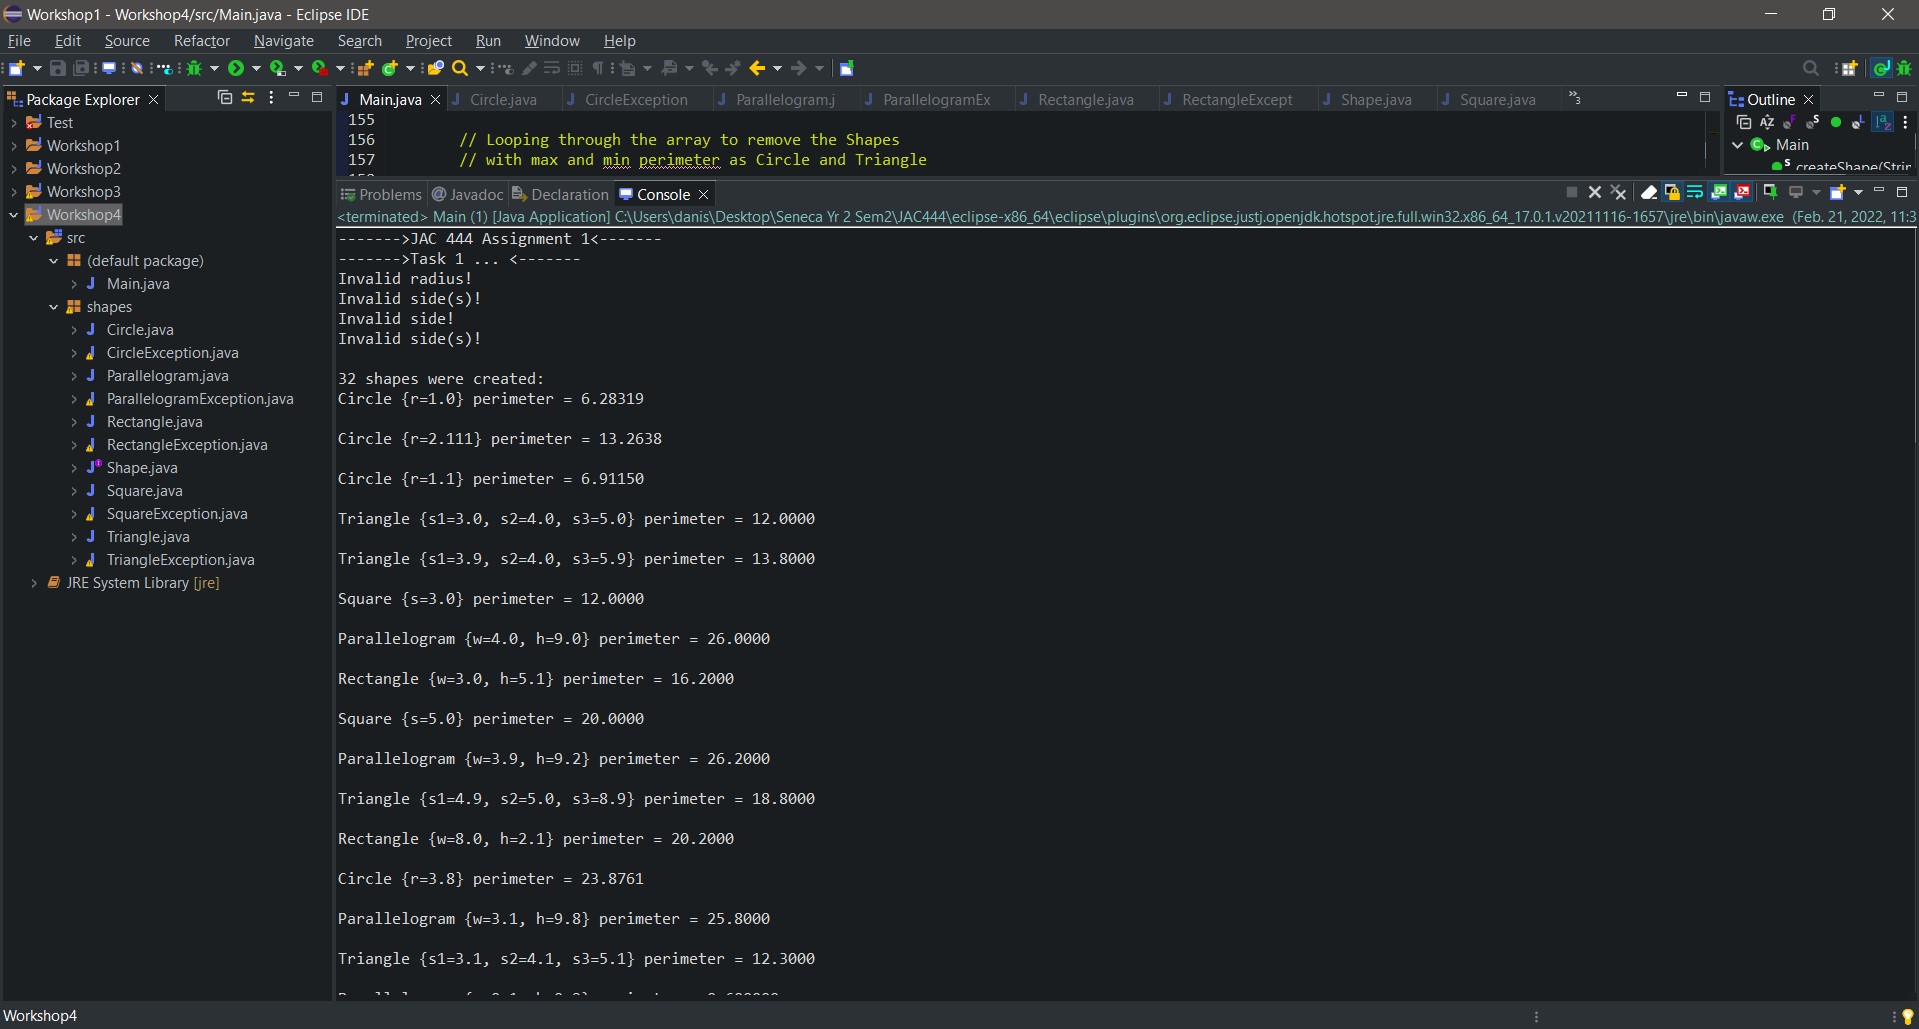 Workshop1 - Workshop4/src/Main.java - Eclipse IDE
File Edit Source Refactor Navigate Search Project Run Window Help
Package Explorer
Test
Workshop1
Workshop2
Workshop3
Workshop4
src
(default package)
Main.java
shapes
Circle.java
CircleException.java
Parallelogram.java
ParallelogramException.java
Rectangle.java
RectangleException.java
Shape.java
Square.java
SquareException.java
Triangle.java
TriangleException.java
JRE System Library [jre]
Main.java Circle.java CircleException Parallelogram.j ParallelogramEx Rectangle.java RectangleExcept Shape.java Square.java »3
155
156 // Looping through the array to remove the Shapes
157 // with max and min perimeter as Circle and Triangle
Outline
Main
createShape(Strin
Problems @ Javadoc Declaration Console
<terminated> Main (1) [Java Application] C:\Users\danis\Desktop\Seneca Yr 2 Sem2\JAC444\eclipse-x86_64\eclipse\plugins\org.eclipse.justj.openjdk.hotspot.jre.full.win32.x86_64_17.0.1.v20211116-1657\jre\bin\javaw.exe (Feb. 21, 2022, 11:3
------->JAC 444 Assignment 1<-------
------->Task 1 ... <-------
Invalid radius!
Invalid side(s)!
Invalid side!
Invalid side(s)!
32 shapes were created:
Circle {r=1.0} perimeter = 6.28319
Circle {r=2.111} perimeter = 13.2638
Circle {r=1.1} perimeter = 6.91150
Triangle {s1=3.0, s2=4.0, s3=5.0} perimeter = 12.0000
Triangle {s1=3.9, s2=4.0, s3=5.9} perimeter = 13.8000
Square {s=3.0} perimeter = 12.0000
Parallelogram {w=4.0, h=9.0} perimeter = 26.0000
Rectangle {w=3.0, h=5.1} perimeter = 16.2000
Square {s=5.0} perimeter = 20.0000
Parallelogram {w=3.9, h=9.2} perimeter = 26.2000
Triangle {s1=4.9, s2=5.0, s3=8.9} perimeter = 18.8000
Rectangle {w=8.0, h=2.1} perimeter = 20.2000
Circle {r=3.8} perimeter = 23.8761
Parallelogram {w=3.1, h=9.8} perimeter = 25.8000
Triangle {s1=3.1, s2=4.1, s3=5.1} perimeter = 12.3000
Workshop4